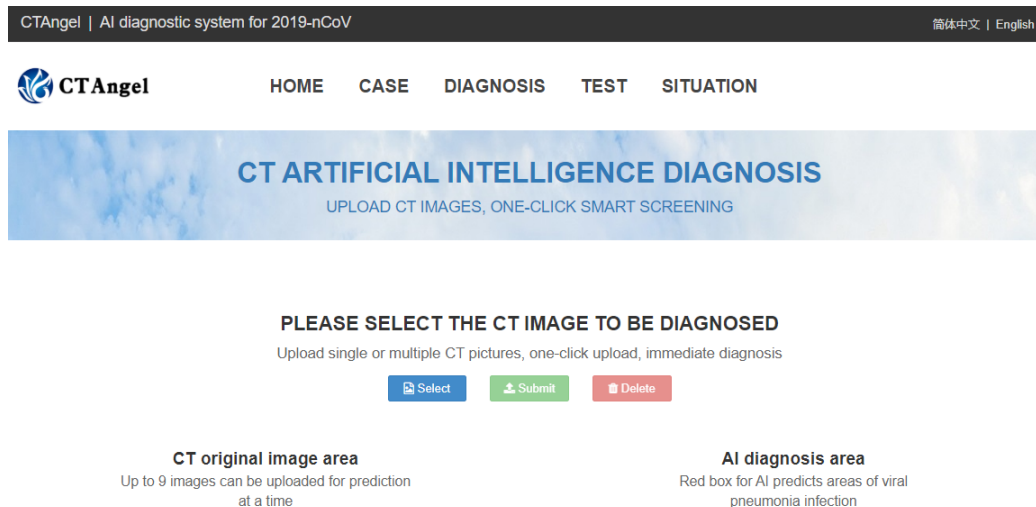 CTAngel | AI diagnostic system for 2019-nCoV
简体中文 | English
CTAngel
HOME CASE DIAGNOSIS TEST SITUATION
CT ARTIFICIAL INTELLIGENCE DIAGNOSIS
UPLOAD CT IMAGES, ONE-CLICK SMART SCREENING
PLEASE SELECT THE CT IMAGE TO BE DIAGNOSED
Upload single or multiple CT pictures, one-click upload, immediate diagnosis
Select Submit Delete
CT original image area
Up to 9 images can be uploaded for prediction
at a time
AI diagnosis area
Red box for AI predicts areas of viral
pneumonia infection